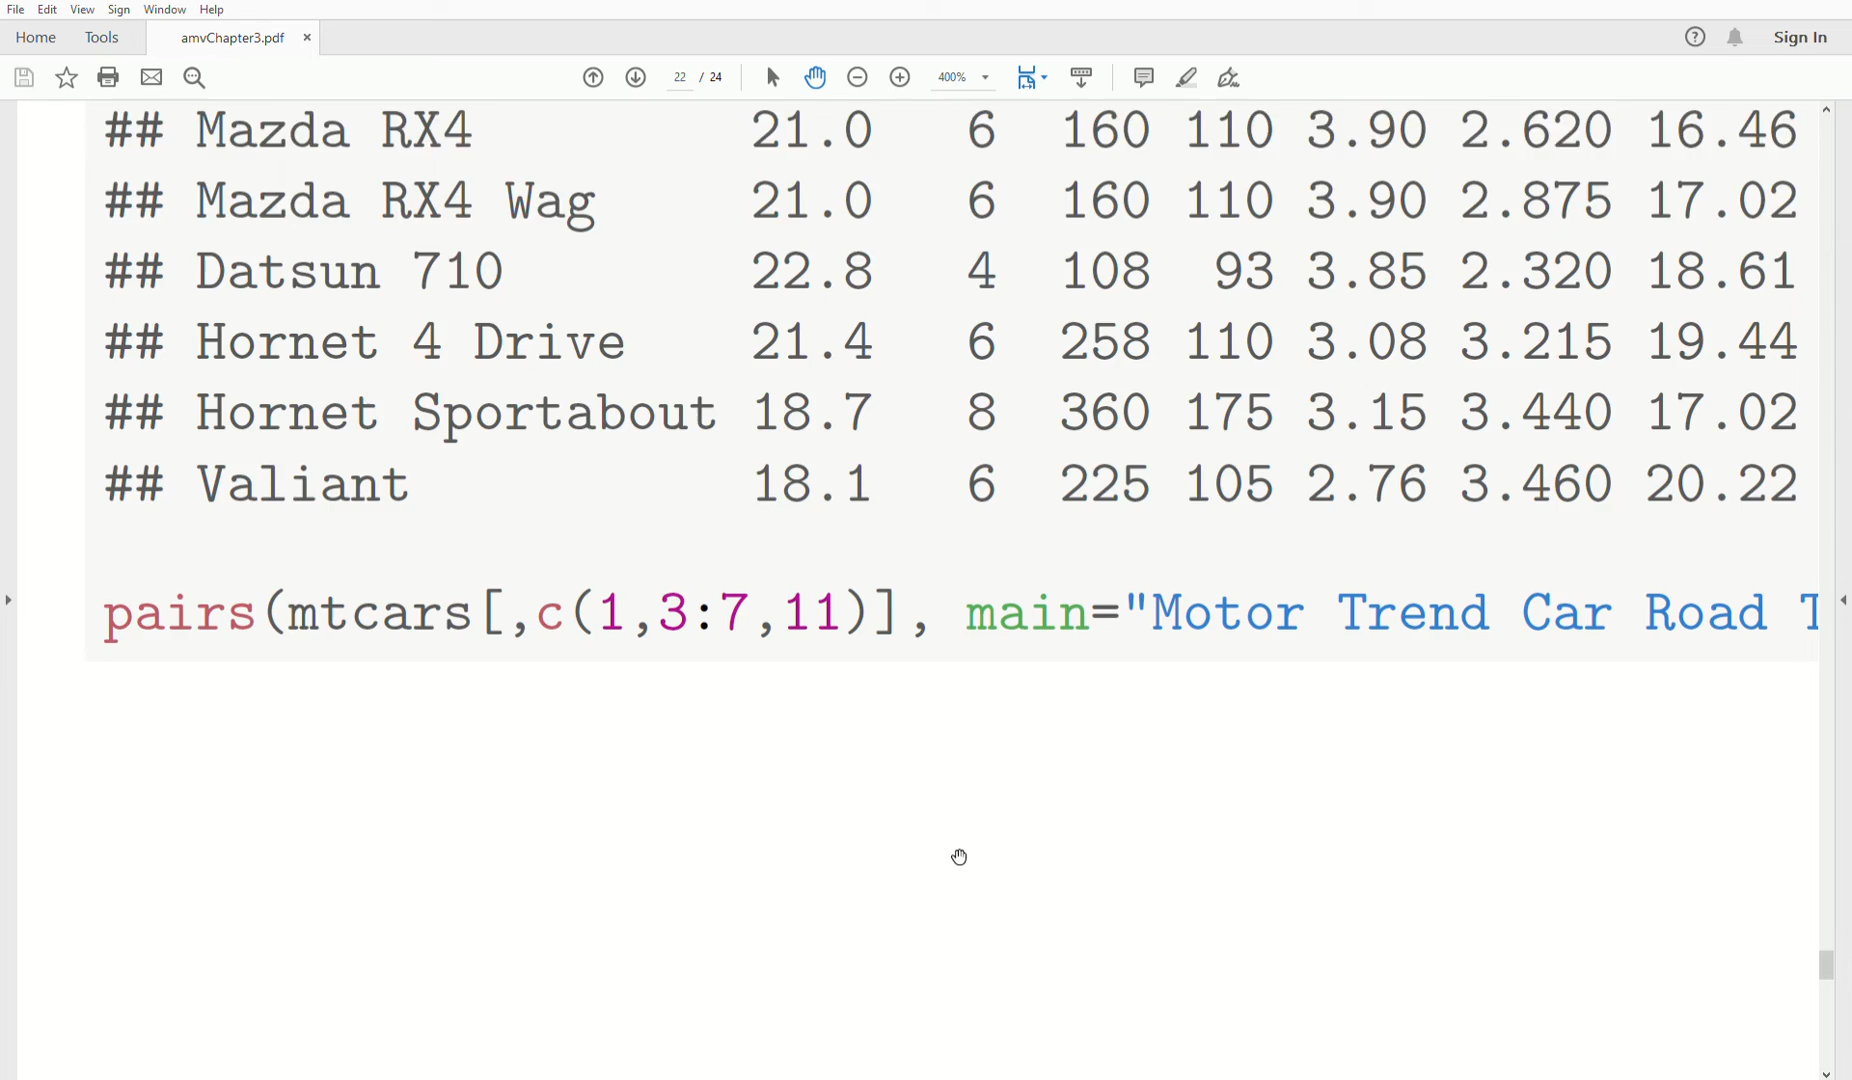 File Edit View Sign Window Help
Home Tools amvChapter3.pdf × Sign In
22 / 24 400%
## Mazda RX4 21.0 6 160 110 3.90 2.620 16.46
## Mazda RX4 Wag 21.0 6 160 110 3.90 2.875 17.02
## Datsun 710 22.8 4 108 93 3.85 2.320 18.61
## Hornet 4 Drive 21.4 6 258 110 3.08 3.215 19.44
## Hornet Sportabout 18.7 8 360 175 3.15 3.440 17.02
## Valiant 18.1 6 225 105 2.76 3.460 20.22
pairs(mtcars[,c(1,3:7,11)], main="Motor Trend Car Road T